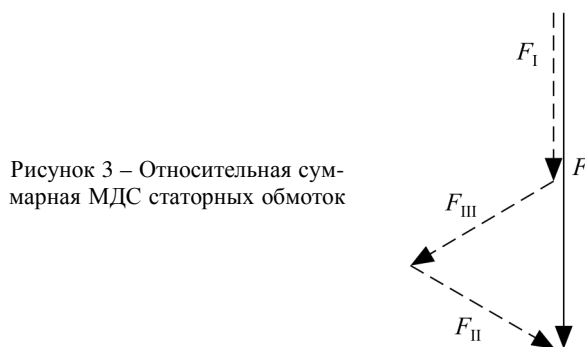 F_I
F
Рисунок 3 – Относительная сум-
марная МДС статорных обмоток
F_III
F_II